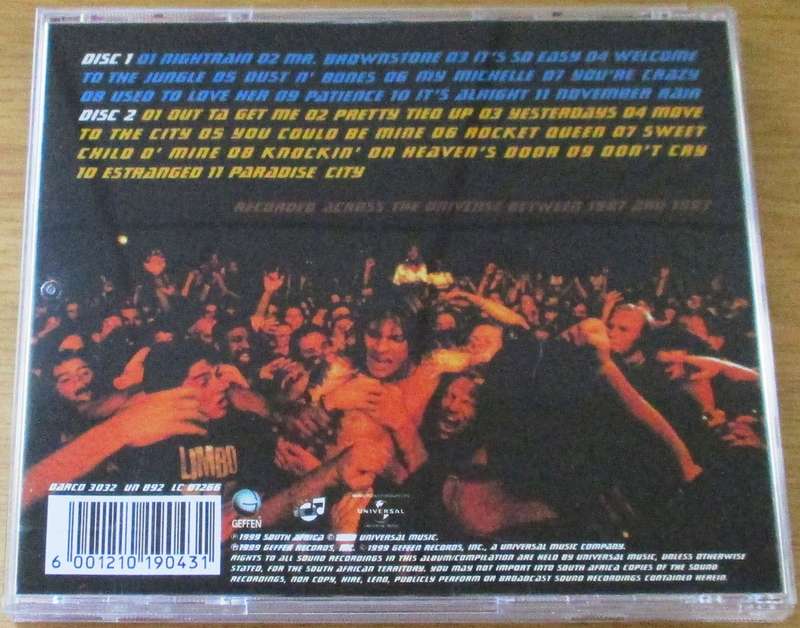 DISC 1 01 NIGHTRAIN 02 MR. BROWNSTONE 03 IT'S SO EASY 04 WELCOME
TO THE JUNGLE 05 DUST N' BONES 06 MY MICHELLE 07 YOU'RE CRAZY
08 USED TO LOVE HER 09 PATIENCE 10 IT'S ALRIGHT 11 NOVEMBER RAIN
DISC 2 01 OUT TA GET ME 02 PRETTY TIED UP 03 YESTERDAYS 04 MOVE
TO THE CITY 05 YOU COULD BE MINE 06 ROCKET QUEEN 07 SWEET
CHILD O' MINE 08 KNOCKIN' ON HEAVEN'S DOOR 09 DON'T CRY
10 ESTRANGED 11 PARADISE CITY
RECORDED ACROSS THE UNIVERSE BETWEEN 1987 AND 1993
LIMBO
DARCD 3032 UN 892 LC 07266
GEFFEN
UNIVERSAL
6 001210 190431
℗ 1999 SOUTH AFRICA © UNIVERSAL MUSIC.
℗ 1999 GEFFEN RECORDS, INC. © 1999 GEFFEN RECORDS, INC., A UNIVERSAL MUSIC COMPANY.
RIGHTS TO ALL SOUND RECORDINGS IN THIS ALBUM/COMPILATION ARE HELD BY UNIVERSAL MUSIC, UNLESS OTHERWISE
STATED, FOR THE SOUTH AFRICAN TERRITORY. YOU MAY NOT IMPORT INTO SOUTH AFRICA COPIES OF THE SOUND
RECORDINGS, NOR COPY, HIRE, LEND, PUBLICLY PERFORM OR BROADCAST SOUND RECORDINGS CONTAINED HEREIN.